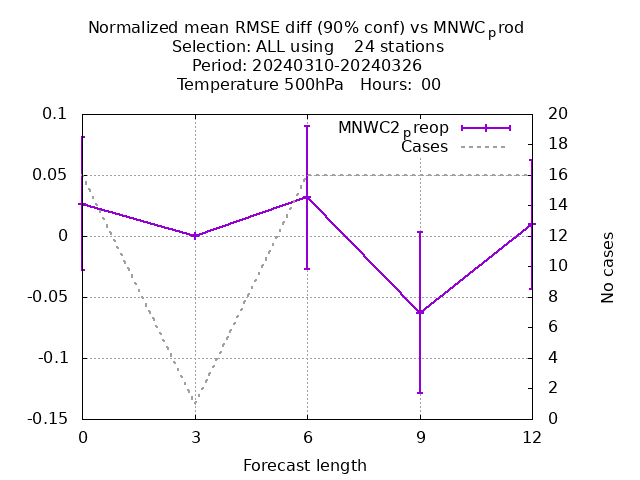 Normalized mean RMSE diff (90% conf) vs MNWCprod
Selection: ALL using 24 stations
Period: 20240310-20240326
Temperature 500hPa Hours: 00
0.1
0.05
0
-0.05
-0.1
-0.15
MNWC2preop
Cases
20
18
16
14
12
10
8
6
4
2
0
No cases
0 3 6 9 12
Forecast length